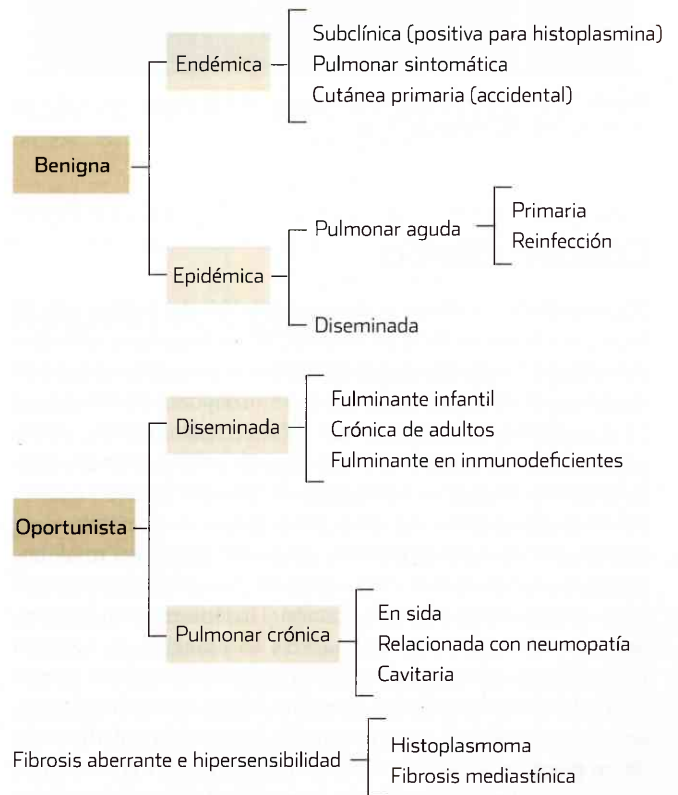 Benigna
Endémica
Subclínica (positiva para histoplasmina)
Pulmonar sintomática
Cutánea primaria (accidental)
Epidémica
Pulmonar aguda
Primaria
Reinfección
Diseminada
Oportunista
Diseminada
Fulminante infantil
Crónica de adultos
Fulminante en inmunodeficientes
Pulmonar crónica
En sida
Relacionada con neumopatía
Cavitaria
Fibrosis aberrante e hipersensibilidad
Histoplasmoma
Fibrosis mediastínica